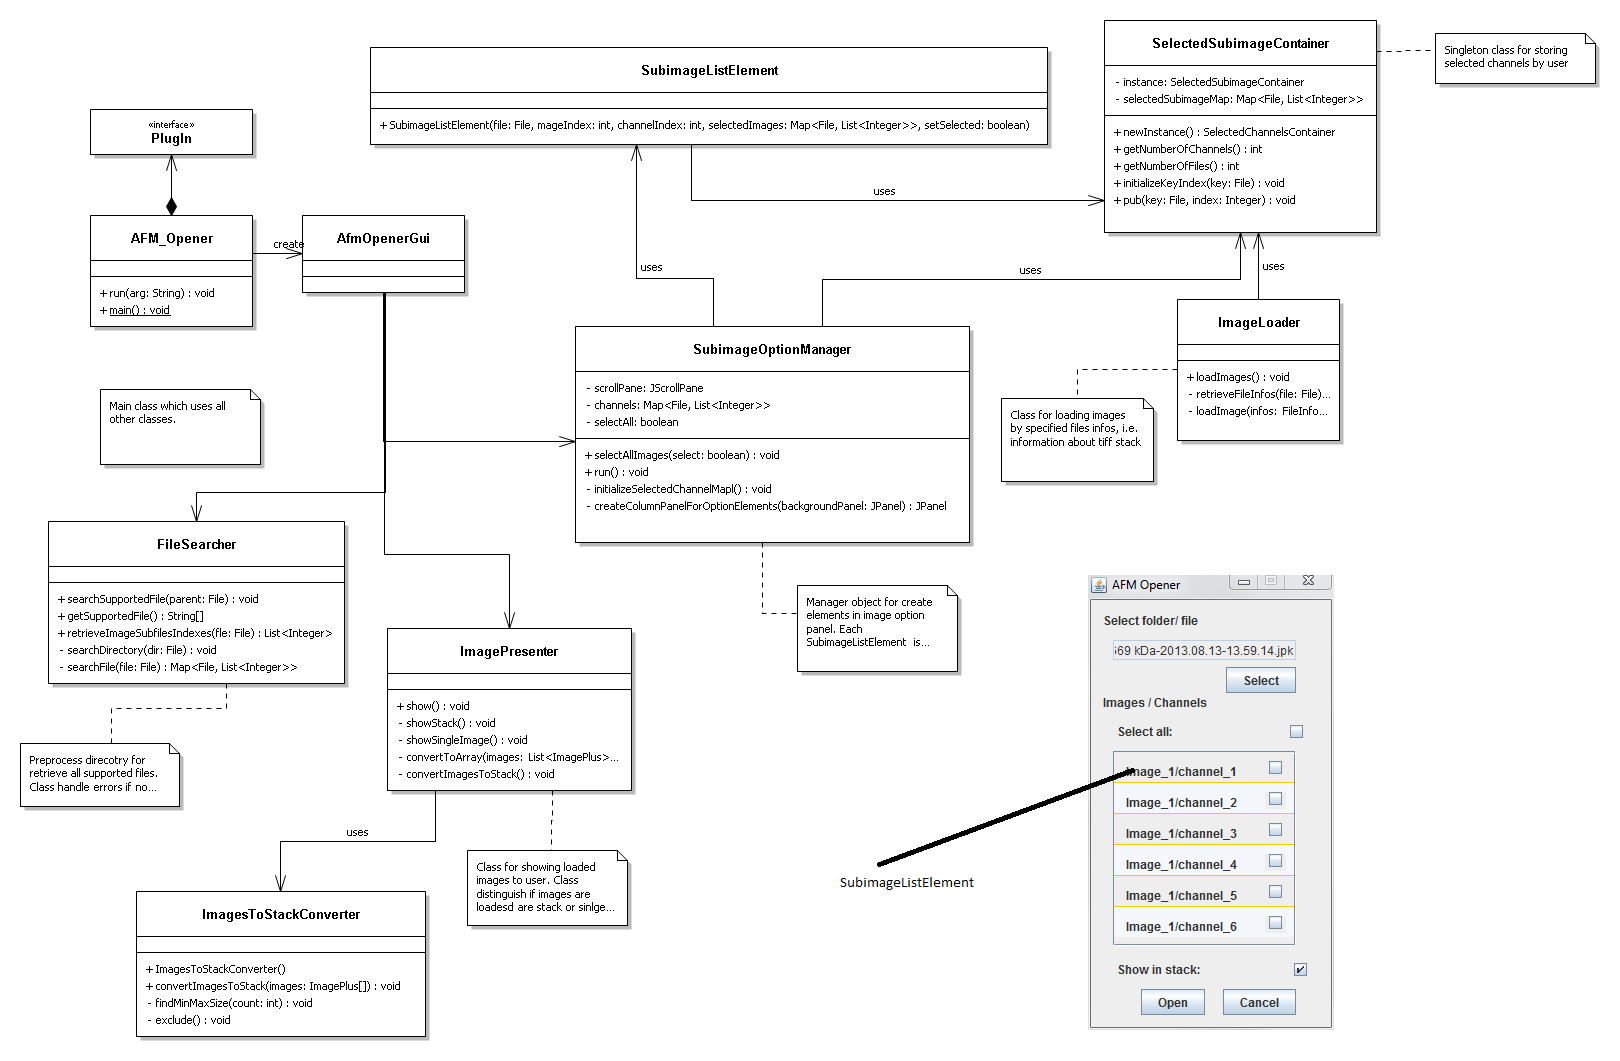 SelectedSubimageContainer
- instance: SelectedSubimageContainer
- selectedSubimageMap: Map<File, List<Integer>>
+ newInstance() : SelectedChannelsContainer
+ getNumberOfChannels() : int
+ getNumberOfFiles() : int
+ initializeKeyIndex(key: File) : void
+ pub(key: File, index: Integer) : void
Singleton class for storing
selected channels by user
SubimageListElement
+ SubimageListElement(file: File, mageIndex: int, channelIndex: int, selectedImages: Map<File, List<Integer>>, setSelected: boolean)
«interface»
PlugIn
uses
AFM_Opener
+ run(arg: String) : void
+ main() : void
create
AfmOpenerGui
uses
uses
uses
SubimageOptionManager
- scrollPane: JScrollPane
- channels: Map<File, List<Integer>>
- selectAll: boolean
+ selectAllImages(select: boolean) : void
+ run() : void
- initializeSelectedChannelMapl() : void
- createColumnPanelForOptionElements(backgroundPanel: JPanel) : JPanel
ImageLoader
+ loadImages() : void
- retrieveFileInfos(file: File)...
- loadImage(infos: FileInfo...
Main class which uses all
other classes.
Class for loading images
by specified files infos, i.e.
information about tiff stack
FileSearcher
+ searchSupportedFile(parent: File) : void
+ getSupportedFile() : String[]
+ retrieveImageSubfilesIndexes(fle: File) : List<Integer>
- searchDirectory(dir: File) : void
- searchFile(file: File) : Map<File, List<Integer>>
Manager object for create
elements in image option
panel. Each
SubimageListElement is...
ImagePresenter
+ show() : void
- showStack() : void
- showSingleImage() : void
- convertToArray(images: List<ImagePlus>...
- convertImagesToStack() : void
Preprocess direcotry for
retrieve all supported files.
Class handle errors if no...
uses
Class for showing loaded
images to user. Class
distinguish if images are
loadesd are stack or sinlge...
ImagesToStackConverter
+ ImagesToStackConverter()
+ convertImagesToStack(images: ImagePlus[]) : void
- findMinMaxSize(count: int) : void
- exclude() : void
SubimageListElement
AFM Opener
Select folder/ file
569 kDa-2013.08.13-13.59.14.jpk
Select
Images / Channels
Select all:
Image_1/channel_1
Image_1/channel_2
Image_1/channel_3
Image_1/channel_4
Image_1/channel_5
Image_1/channel_6
Show in stack:
Open
Cancel